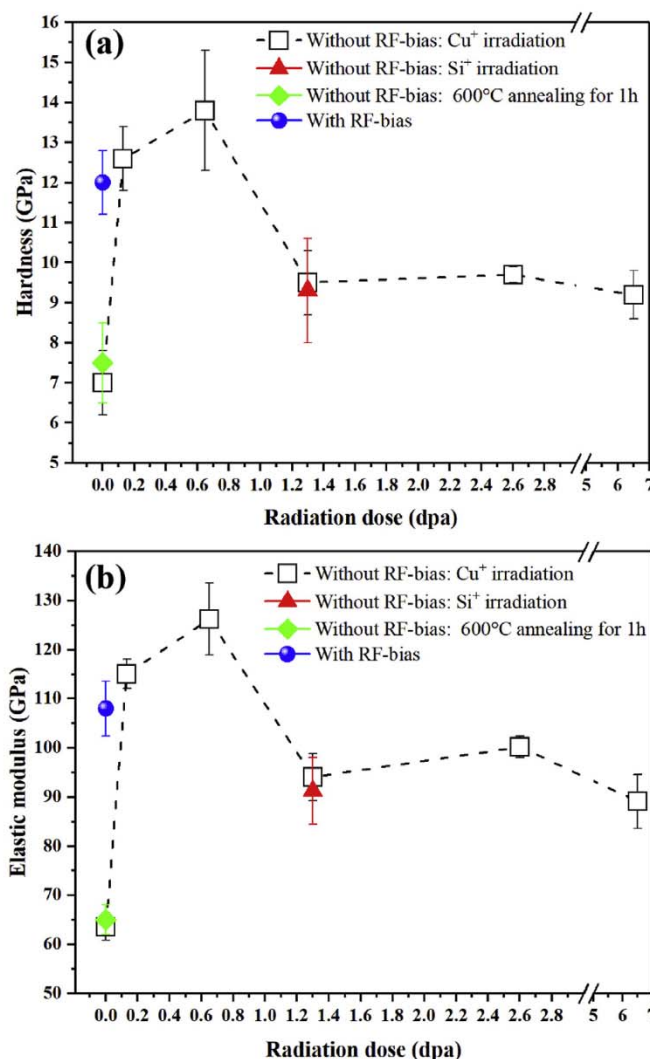 (a)
Without RF-bias: Cu⁺ irradiation
Without RF-bias: Si⁺ irradiation
Without RF-bias: 600°C annealing for 1h
With RF-bias
16
15
14
13
12
11
10
9
8
7
6
5
Hardness (GPa)
0.0 0.2 0.4 0.6 0.8 1.0 1.2 1.4 1.6 1.8 2.0 2.2 2.4 2.6 2.8 5 6 7
Radiation dose (dpa)
(b)
Without RF-bias: Cu⁺ irradiation
Without RF-bias: Si⁺ irradiation
Without RF-bias: 600°C annealing for 1h
With RF-bias
140
130
120
110
100
90
80
70
60
50
Elastic modulus (GPa)
0.0 0.2 0.4 0.6 0.8 1.0 1.2 1.4 1.6 1.8 2.0 2.2 2.4 2.6 2.8 5 6 7
Radiation dose (dpa)